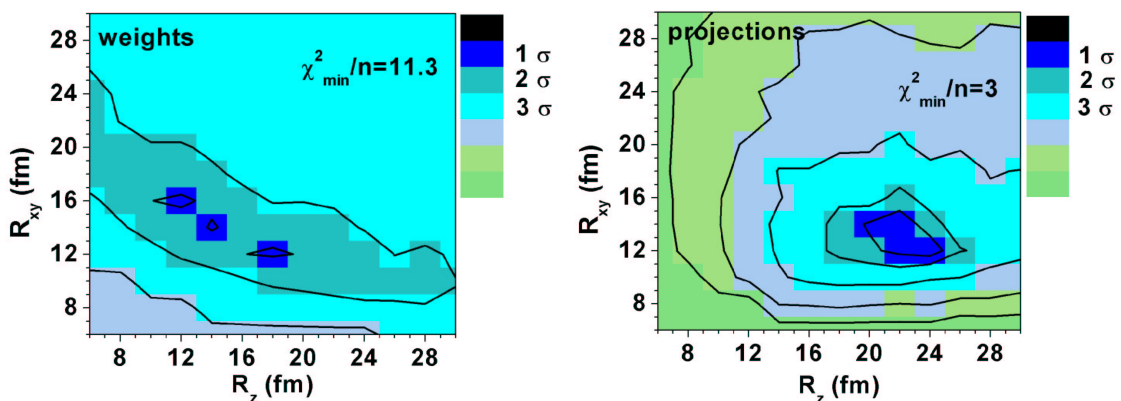 weights
χ²min/n=11.3
1 σ
2 σ
3 σ
28
24
20
16
12
8
Rxy (fm)
8 12 16 20 24 28
Rz (fm)
projections
χ²min/n=3
1 σ
2 σ
3 σ
28
24
20
16
12
8
Rxy (fm)
8 12 16 20 24 28
Rz (fm)